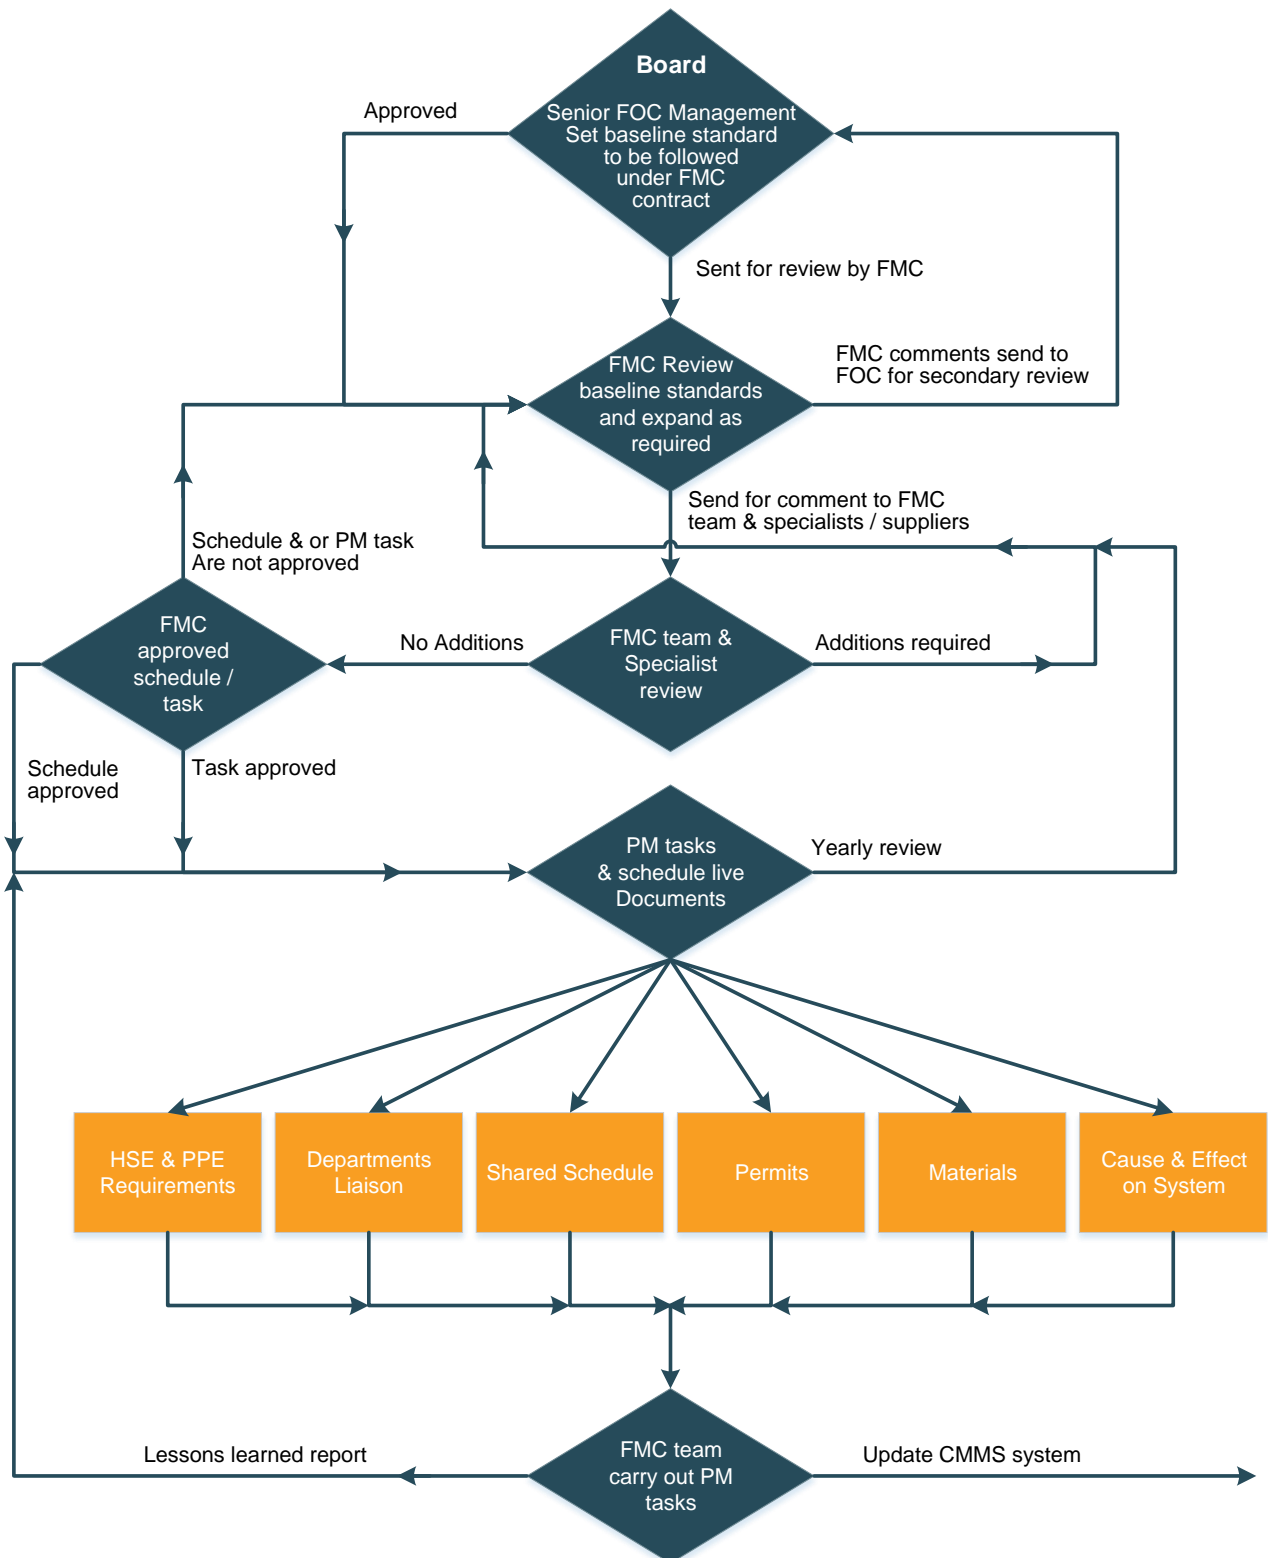 Board
Approved
Senior FOC Management
Set baseline standard
to be followed
under FMC
contract
Sent for review by FMC
FMC Review
baseline standards
and expand as
required
FMC comments send to
FOC for secondary review
Send for comment to FMC
team & specialists / suppliers
Schedule & or PM task
Are not approved
FMC
approved
schedule /
task
No Additions
FMC team &
Specialist
review
Additions required
Schedule
approved
Task approved
PM tasks
& schedule live
Documents
Yearly review
HSE & PPE
Requirements
Departments
Liaison
Shared Schedule
Permits
Materials
Cause & Effect
on System
Lessons learned report
FMC team
carry out PM
tasks
Update CMMS system